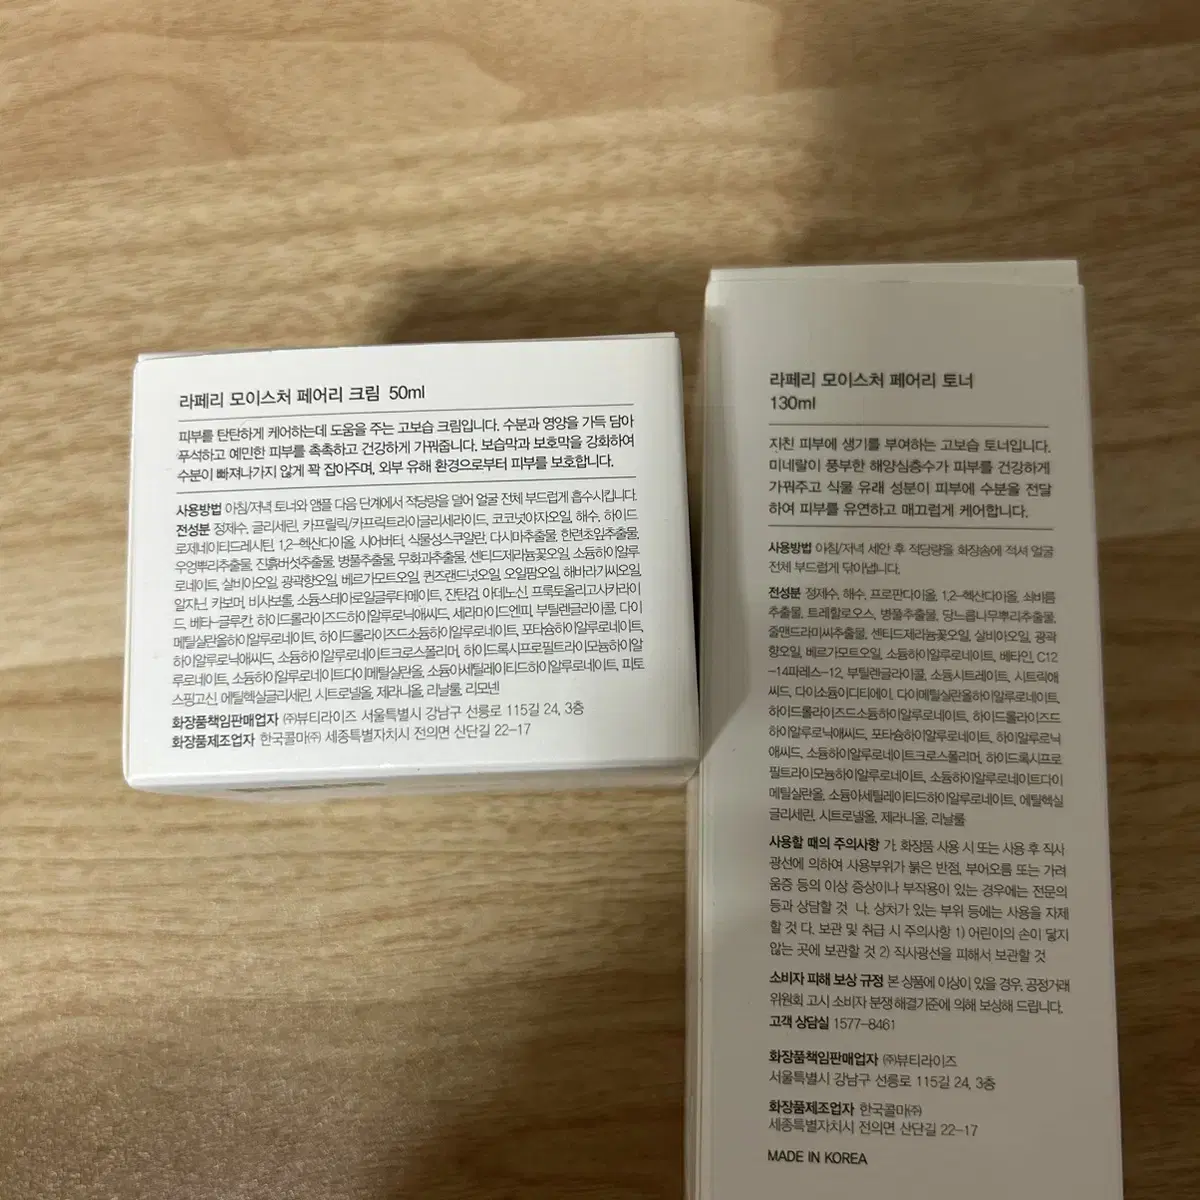 라페리 모이스처 페어리 크림 50ml
피부를 탄탄하게 케어하는데 도움을 주는 고보습 크림입니다. 수분과 영양을 가득 담아
푸석하고 예민한 피부를 촉촉하고 건강하게 가꿔줍니다. 보습막과 보호막을 강화하여
수분이 빠져나가지 않게 꽉 잡아주며, 외부 유해 환경으로부터 피부를 보호합니다.
사용방법 아침/저녁 토너와 앰플 다음 단계에서 적당량을 덜어 얼굴 전체 부드럽게 흡수시킵니다.
전성분 정제수, 글리세린, 카프릴릭/카프릭트라이글리세라이드, 코코넛야자오일, 해수, 하이드
로제네이티드레시틴, 1,2-헥산다이올, 시어버터, 식물성스쿠알란, 다시마추출물, 한련초잎추출물,
우엉뿌리추출물, 진흙버섯추출물, 병풀추출물, 무화과추출물, 센티드제라늄꽃오일, 소듐하이알루
로네이트, 살비아오일, 광곽향오일, 베르가모트오일, 퀸즈랜드넛오일, 오일팜오일, 해바라기씨오일,
알지닌, 카보머, 비사보롤, 소듐스테아로일글루타메이트, 잔탄검, 아데노신, 프룩토올리고사카라이
드, 베타-글루칸, 하이드롤라이즈드하이알루로닉애씨드, 세라마이드엔피, 부틸렌글라이콜, 다이
메틸실란올하이알루로네이트, 하이드롤라이즈드소듐하이알루로네이트, 포타슘하이알루로네이트,
하이알루로닉애씨드, 소듐하이알루로네이트크로스폴리머, 하이드록시프로필트라이모늄하이알
루로네이트, 소듐하이알루로네이트다이메틸실란올, 소듐아세틸레이티드하이알루로네이트, 피토
스핑고신, 에틸헥실글리세린, 시트로넬올, 제라니올, 리날룰, 리모넨
화장품책임판매업자 ㈜뷰티라이즈 서울특별시 강남구 선릉로 115길 24, 3층
화장품제조업자 한국콜마㈜ 세종특별자치시 전의면 산단길 22-17
라페리 모이스처 페어리 토너
130ml
지친 피부에 생기를 부여하는 고보습 토너입니다.
미네랄이 풍부한 해양심층수가 피부를 건강하게
가꿔주고 식물 유래 성분이 피부에 수분을 전달
하여 피부를 유연하고 매끄럽게 케어합니다.
사용방법 아침/저녁 세안 후 적당량을 화장솜에 적셔 얼굴
전체 부드럽게 닦아냅니다.
전성분 정제수, 해수, 프로판다이올, 1,2-헥산다이올, 쇠비름
추출물, 트레할로오스, 병풀추출물, 당느릅나무뿌리추출물,
줄맨드라미씨추출물, 센티드제라늄꽃오일, 살비아오일, 광곽
향오일, 베르가모트오일, 소듐하이알루로네이트, 베타인, C12
-14파레스-12, 부틸렌글라이콜, 소듐시트레이트, 시트릭애
씨드, 다이소듐이디티에이, 다이메틸실란올하이알루로네이트,
하이드롤라이즈드소듐하이알루로네이트, 하이드롤라이즈드
하이알루로닉애씨드, 포타슘하이알루로네이트, 하이알루로닉
애씨드, 소듐하이알루로네이트크로스폴리머, 하이드록시프로
필트라이모늄하이알루로네이트, 소듐하이알루로네이트다이
메틸실란올, 소듐아세틸레이티드하이알루로네이트, 에틸헥실
글리세린, 시트로넬올, 제라니올, 리날룰
사용할 때의 주의사항 가. 화장품 사용 시 또는 사용 후 직사
광선에 의하여 사용부위가 붉은 반점, 부어오름 또는 가려
움증 등의 이상 증상이나 부작용이 있는 경우에는 전문의
등과 상담할 것 나. 상처가 있는 부위 등에는 사용을 자제
할 것 다. 보관 및 취급 시 주의사항 1) 어린이의 손이 닿지
않는 곳에 보관할 것 2) 직사광선을 피해서 보관할 것
소비자 피해 보상 규정 본 상품에 이상이 있을 경우, 공정거래
위원회 고시 소비자 분쟁해결기준에 의해 보상해 드립니다.
고객 상담실 1577-8461
화장품책임판매업자 ㈜뷰티라이즈
서울특별시 강남구 선릉로 115길 24, 3층
화장품제조업자 한국콜마㈜
세종특별자치시 전의면 산단길 22-17
MADE IN KOREA